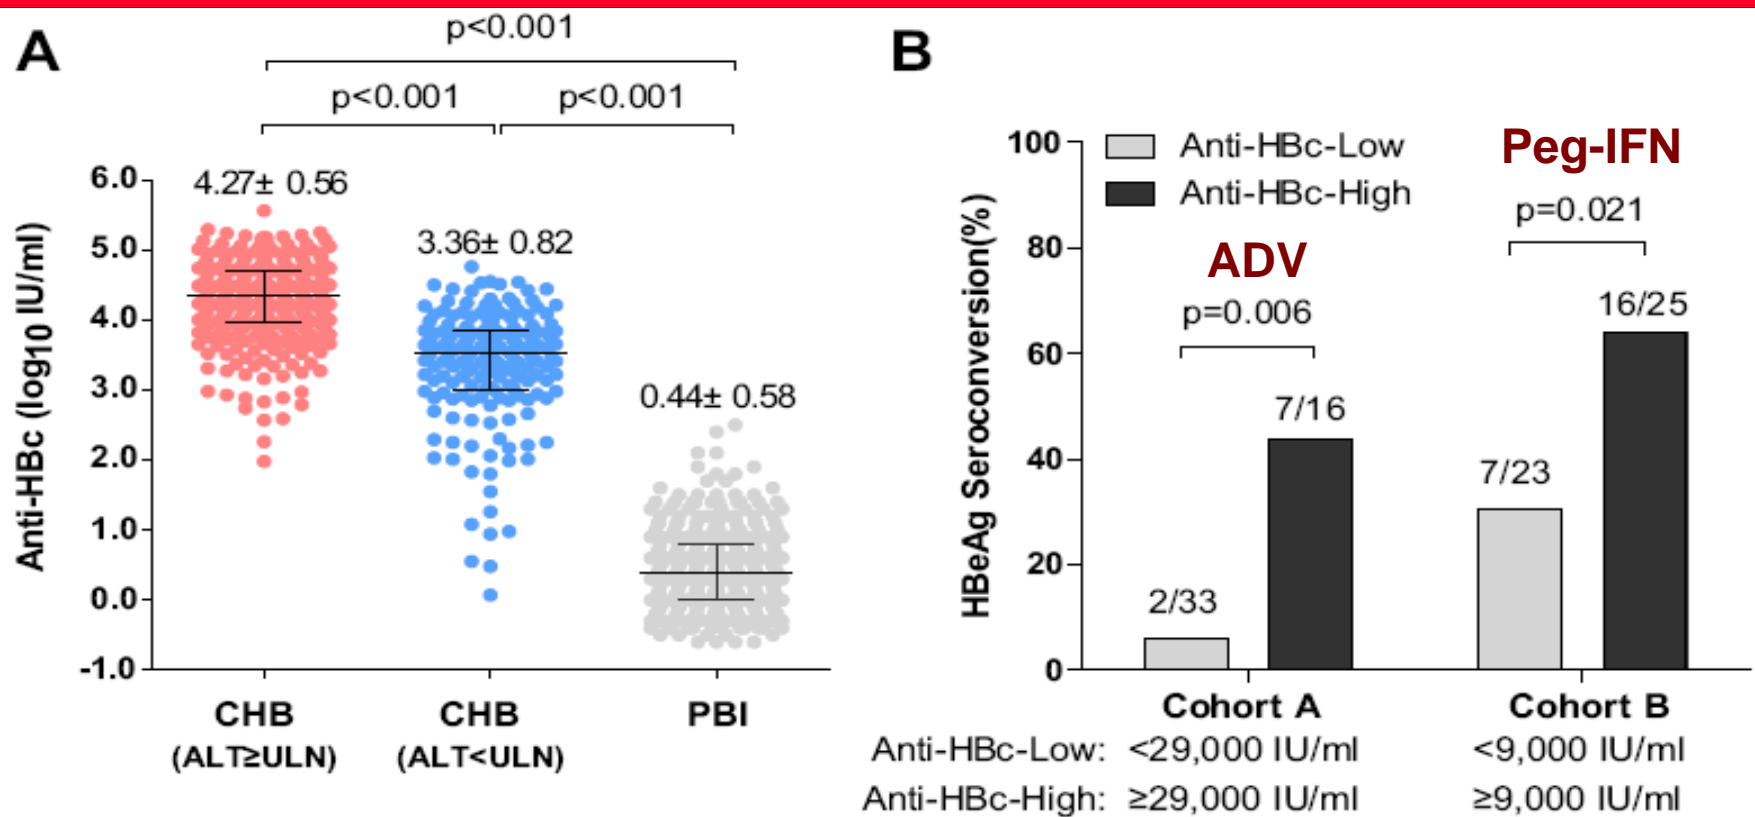 A
p<0.001
p<0.001
p<0.001
Anti-HBc (log10 IU/ml)
6.0
5.0
4.0
3.0
2.0
1.0
0.0
-1.0
4.27± 0.56
3.36± 0.82
0.44± 0.58
CHB
(ALT≥ULN)
CHB
(ALT<ULN)
PBI
B
HBeAg Seroconversion(%)
100
80
60
40
20
0
Anti-HBc-Low
Anti-HBc-High
ADV
p=0.006
Peg-IFN
p=0.021
2/33
7/16
7/23
16/25
Cohort A
Cohort B
Anti-HBc-Low: <29,000 IU/ml <9,000 IU/ml
Anti-HBc-High: ≥29,000 IU/ml ≥9,000 IU/ml